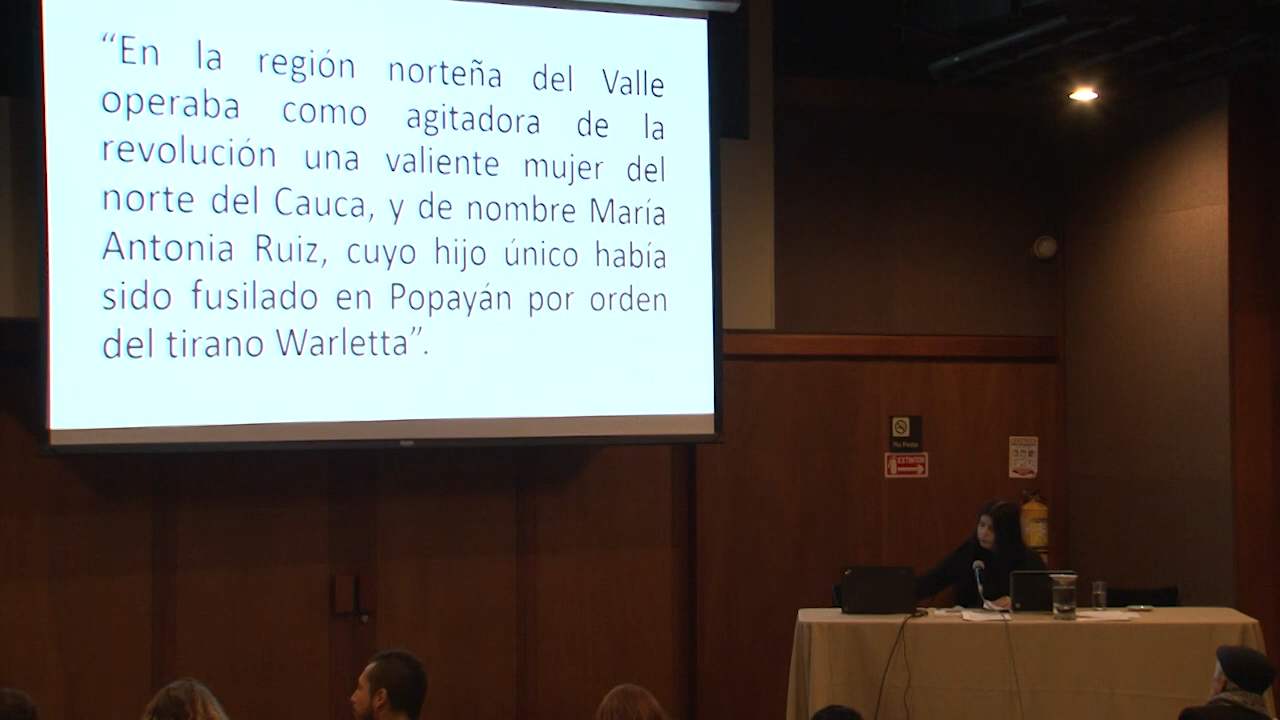 “En la región norteña del Valle
operaba como agitadora de la
revolución una valiente mujer del
norte del Cauca, y de nombre María
Antonia Ruiz, cuyo hijo único había
sido fusilado en Popayán por orden
del tirano Warletta”.
No Fume
EXTINTOR